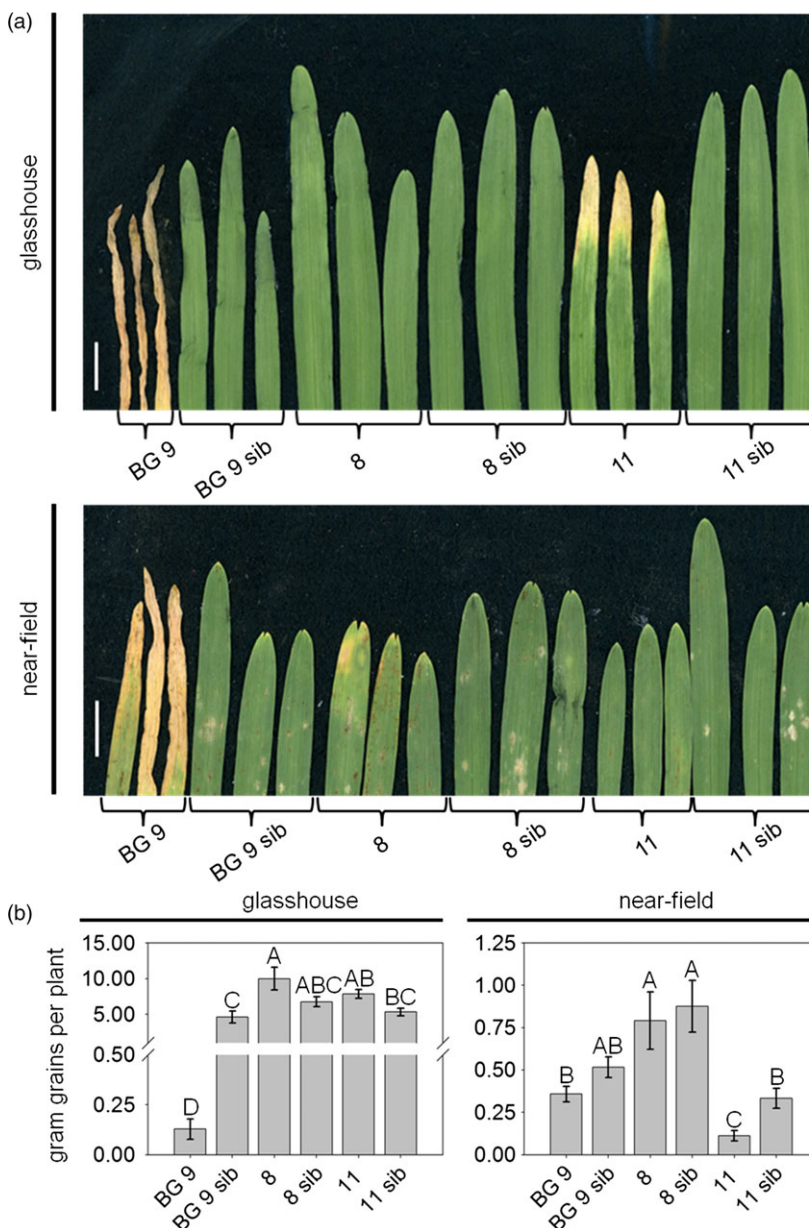 (a)
glasshouse
BG 9
BG 9 sib
8
8 sib
11
11 sib
near-field
BG 9
BG 9 sib
8
8 sib
11
11 sib
(b)
glasshouse
near-field
gram grains per plant
15.00
10.00
5.00
0.50
0.25
0.00
D
C
A
ABC
AB
BC
BG 9
BG 9 sib
8
8 sib
11
11 sib
1.25
1.00
0.75
0.50
0.25
0.00
B
AB
A
A
C
B
BG 9
BG 9 sib
8
8 sib
11
11 sib